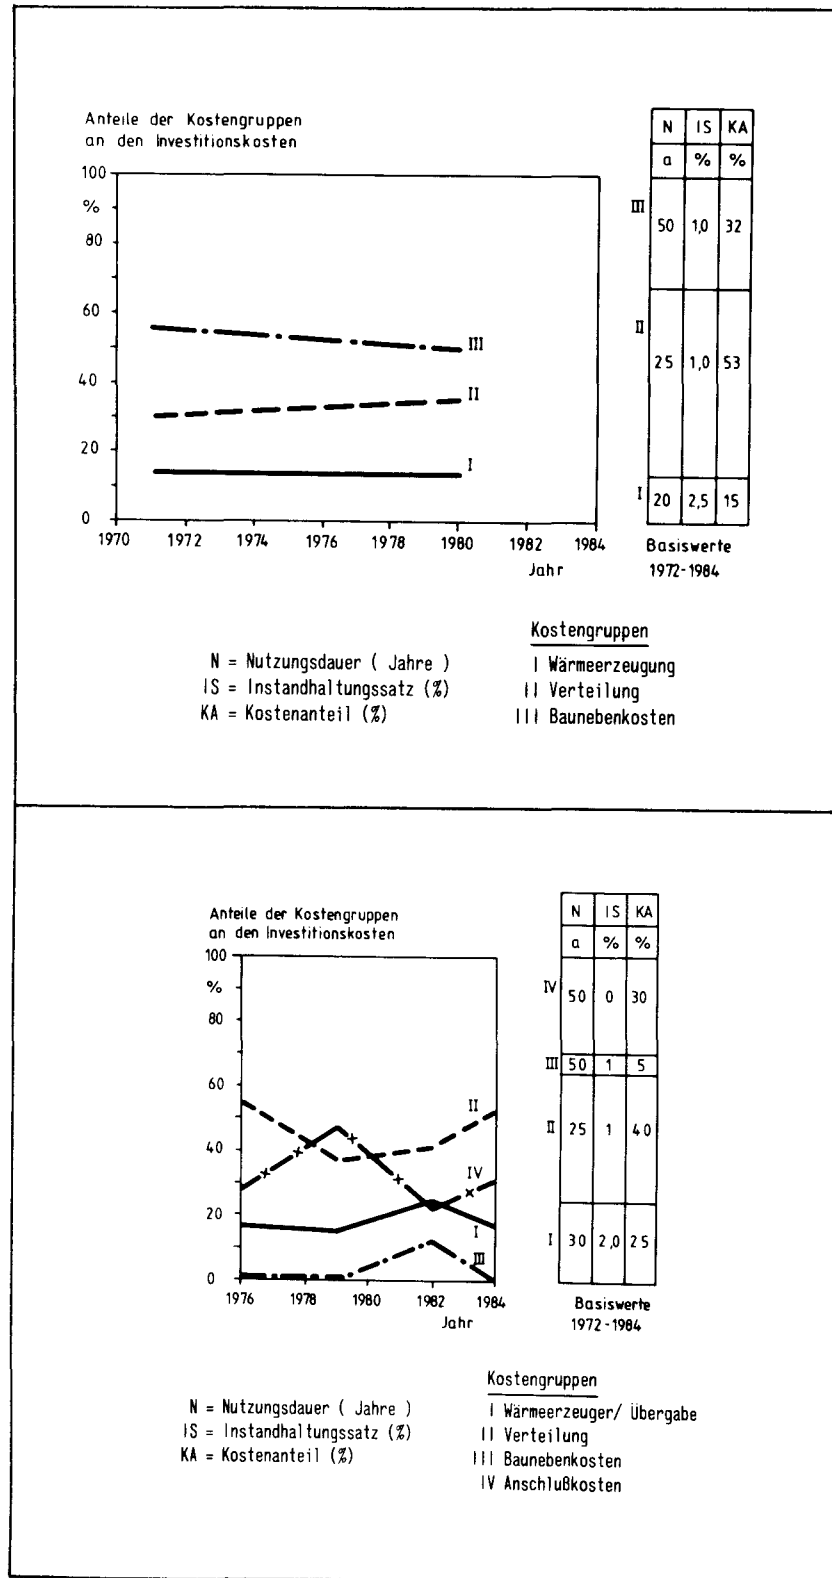 Anteile der Kostengruppen
an den Investitionskosten
100
%
80
60
40
20
0
III
II
I
1970 1972 1974 1976 1978 1980 1982 1984
Jahr
N IS KA
a % %
III 50 1,0 32
II 25 1,0 53
I 20 2,5 15
Basiswerte
1972-1984
N = Nutzungsdauer ( Jahre )
IS = Instandhaltungssatz (%)
KA = Kostenanteil (%)
Kostengruppen
I Wärmeerzeugung
II Verteilung
III Baunebenkosten
Anteile der Kostengruppen
an den Investitionskosten
100
%
80
60
40
20
0
II
IV
I
III
1976 1978 1980 1982 1984
Jahr
N IS KA
a % %
IV 50 0 30
III 50 1 5
II 25 1 40
I 30 2,0 25
Basiswerte
1972-1984
N = Nutzungsdauer ( Jahre )
IS = Instandhaltungssatz (%)
KA = Kostenanteil (%)
Kostengruppen
I Wärmeerzeuger/ Übergabe
II Verteilung
III Baunebenkosten
IV Anschlußkosten